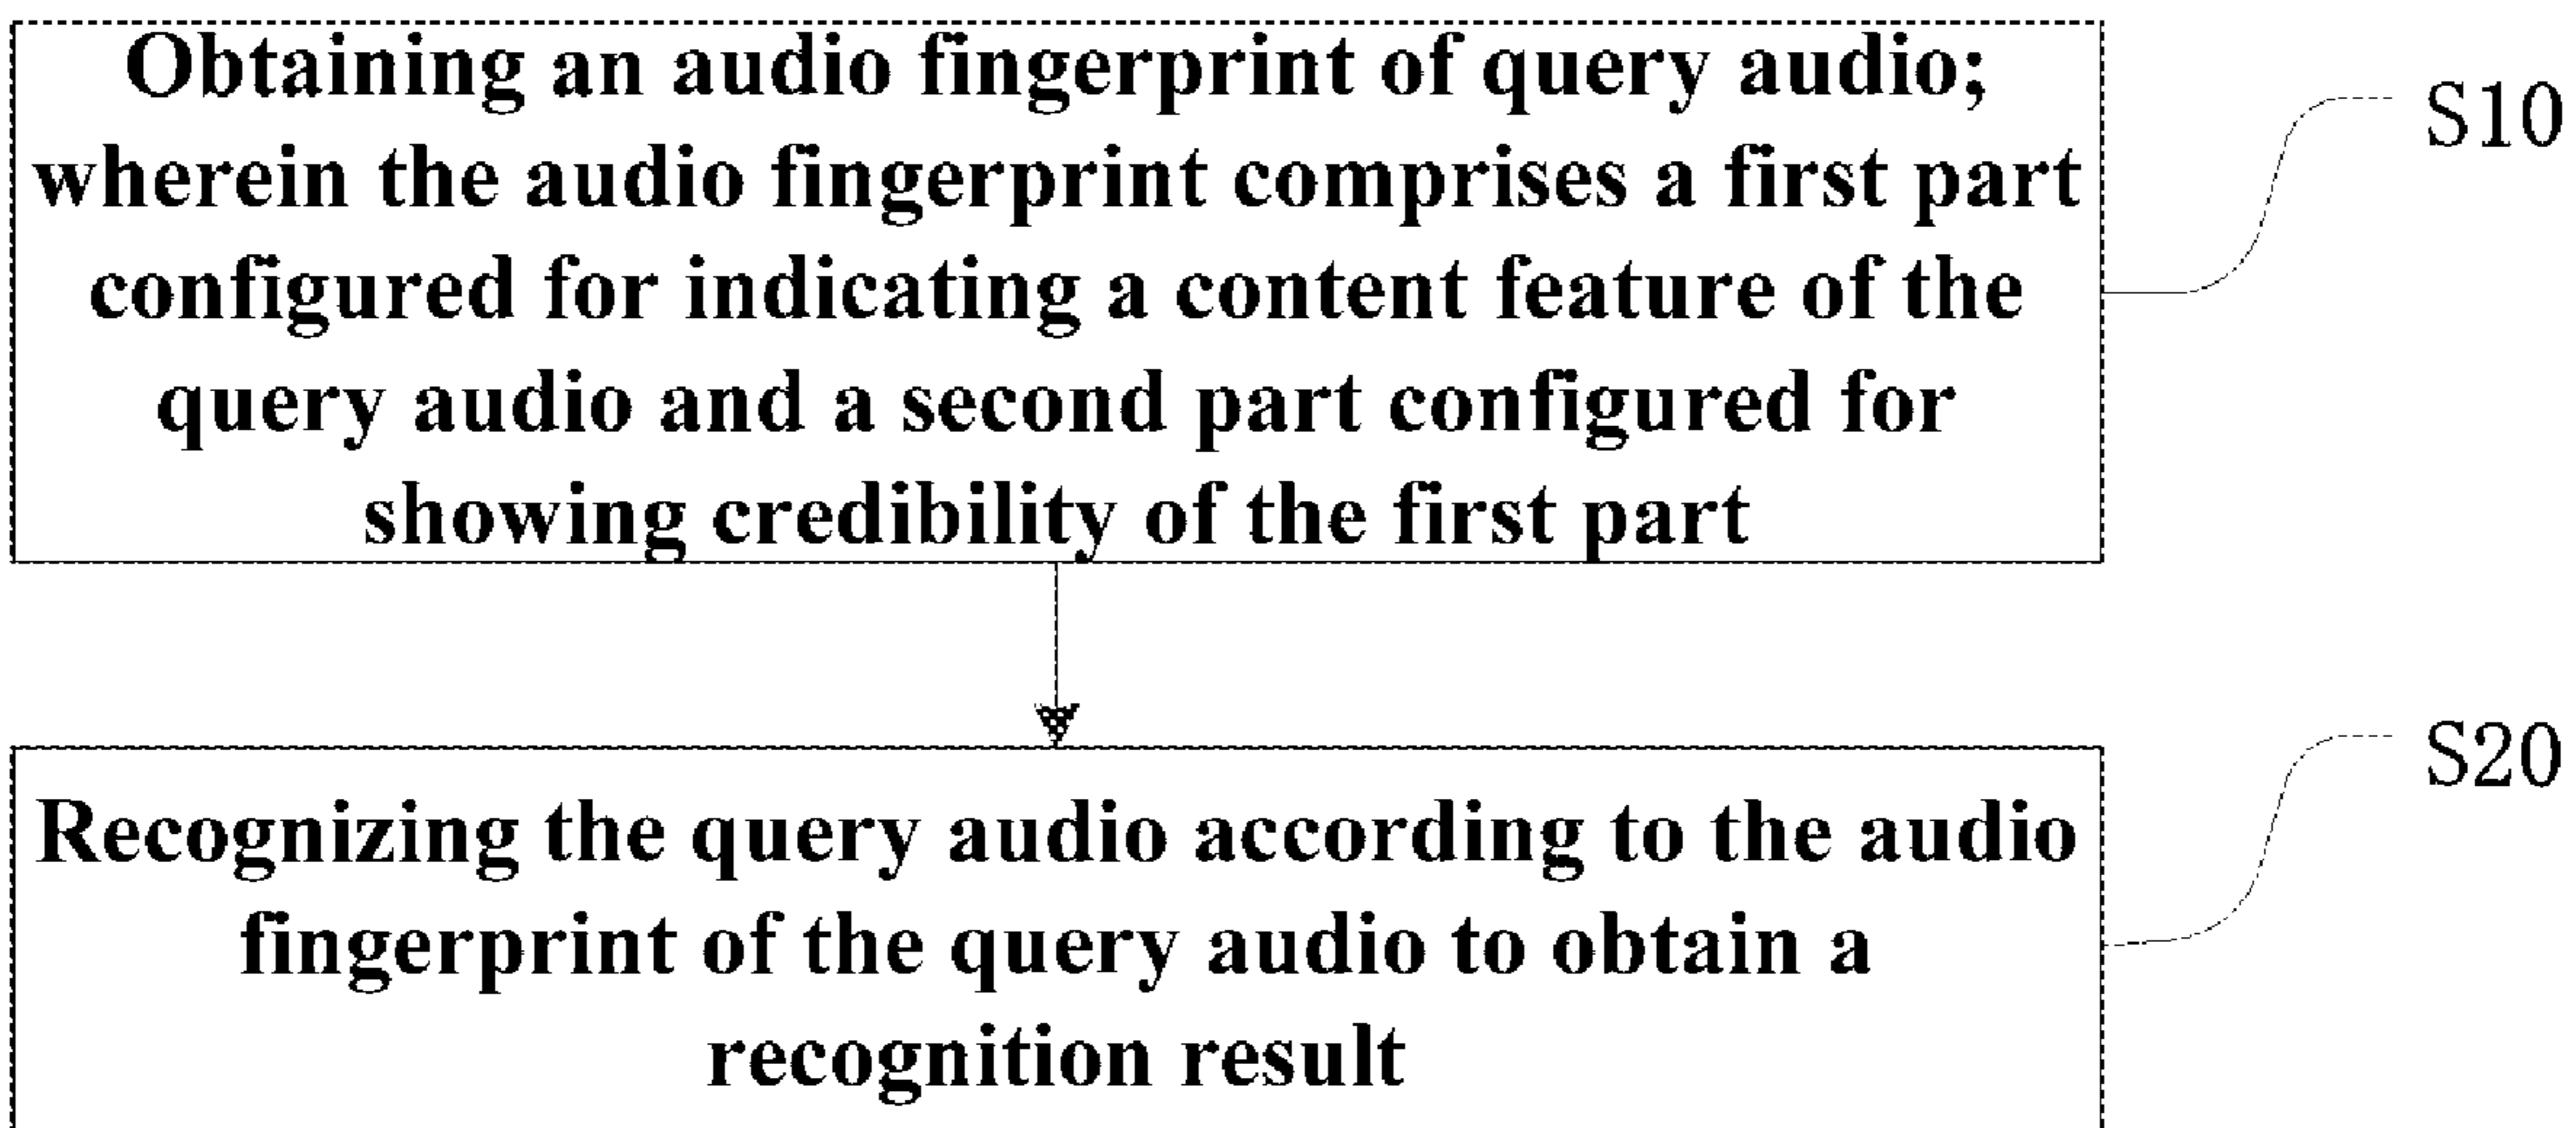 Obtaining an audio fingerprint of query audio;
wherein the audio fingerprint comprises a first part
configured for indicating a content feature of the
query audio and a second part configured for
showing credibility of the first part
S10
Recognizing the query audio according to the audio
fingerprint of the query audio to obtain a
recognition result
S20